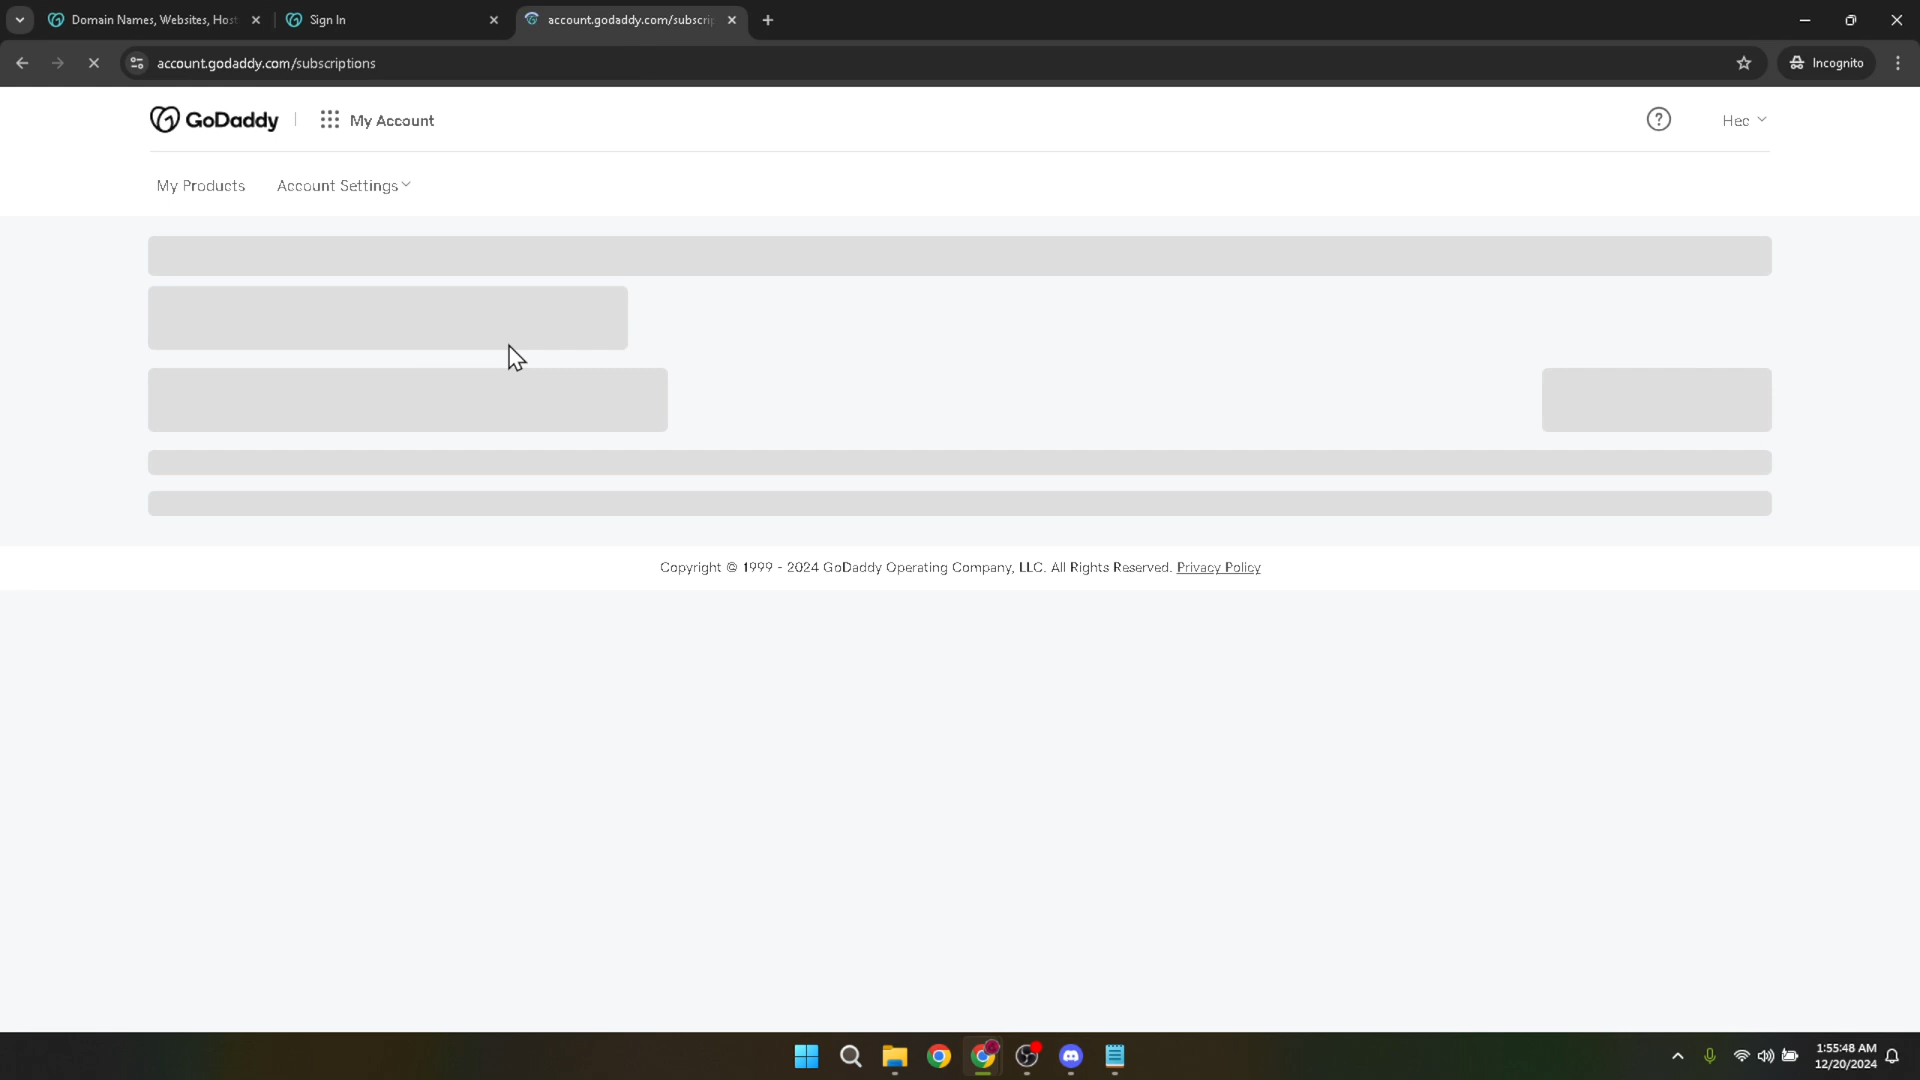 Domain Names, Websites, Host
Sign In
account.godaddy.com/subscrip
account.godaddy.com/subscriptions
Incognito
GoDaddy
My Account
Hec
My Products
Account Settings
Copyright © 1999 - 2024 GoDaddy Operating Company, LLC. All Rights Reserved. Privacy Policy
1:55:48 AM
12/20/2024